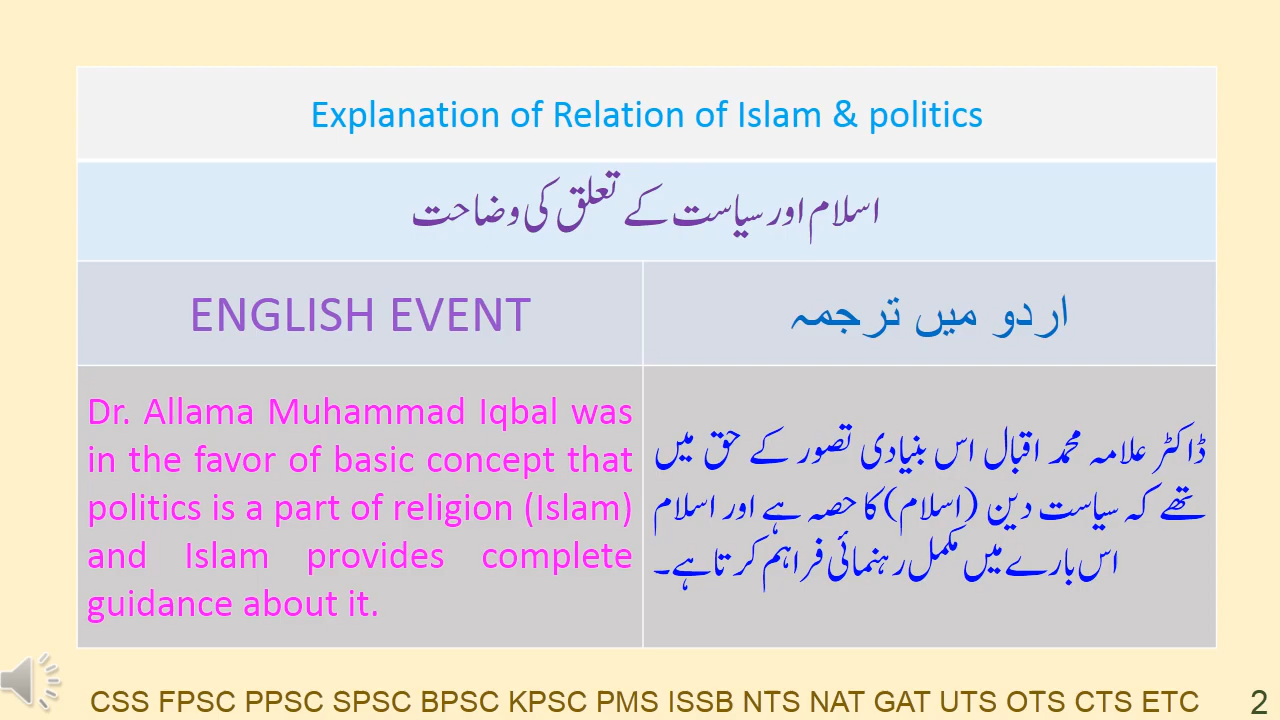 Explanation of Relation of Islam & politics
اسلام اور سیاست کے تعلق کی وضاحت
ENGLISH EVENT
اردو میں ترجمہ
Dr. Allama Muhammad Iqbal was
in the favor of basic concept that
politics is a part of religion (Islam)
and Islam provides complete
guidance about it.
ڈاکٹر علامہ محمد اقبال اس بنیادی تصور کے حق میں
تھے کہ سیاست دین (اسلام) کا حصہ ہے اور اسلام
اس بارے میں مکمل رہنمائی فراہم کرتا ہے۔
CSS FPSC PPSC SPSC BPSC KPSC PMS ISSB NTS NAT GAT UTS OTS CTS ETC
2